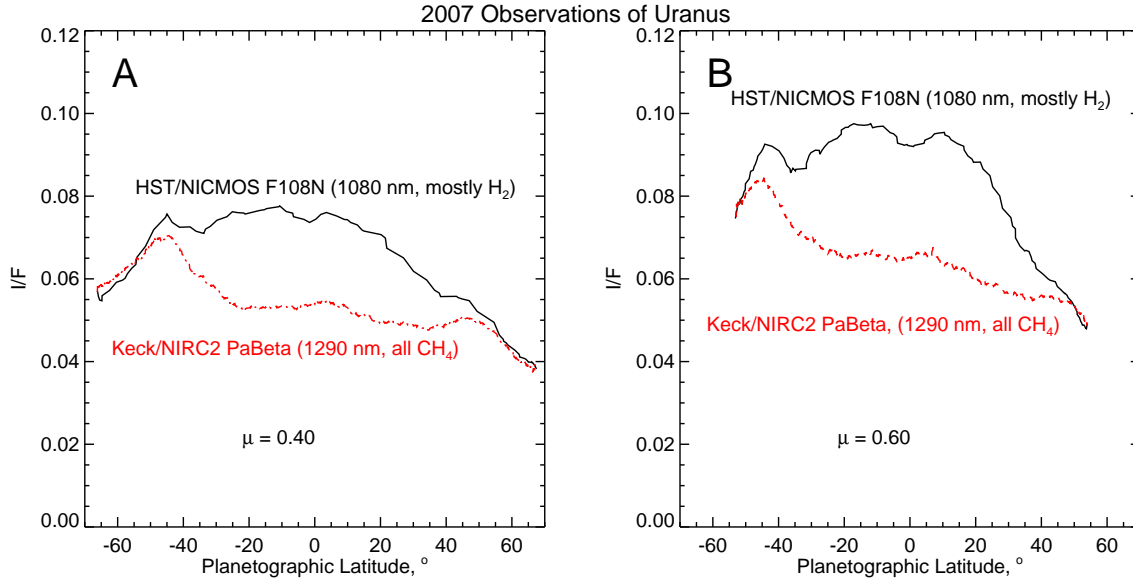 2007 Observations of Uranus
A
HST/NICMOS F108N (1080 nm, mostly H₂)
Keck/NIRC2 PaBeta (1290 nm, all CH₄)
μ = 0.40
I/F
0.12
0.10
0.08
0.06
0.04
0.02
0.00
-60 -40 -20 0 20 40 60
Planetographic Latitude, °
B
HST/NICMOS F108N (1080 nm, mostly H₂)
Keck/NIRC2 PaBeta, (1290 nm, all CH₄)
μ = 0.60
I/F
0.12
0.10
0.08
0.06
0.04
0.02
0.00
-60 -40 -20 0 20 40 60
Planetographic Latitude, °